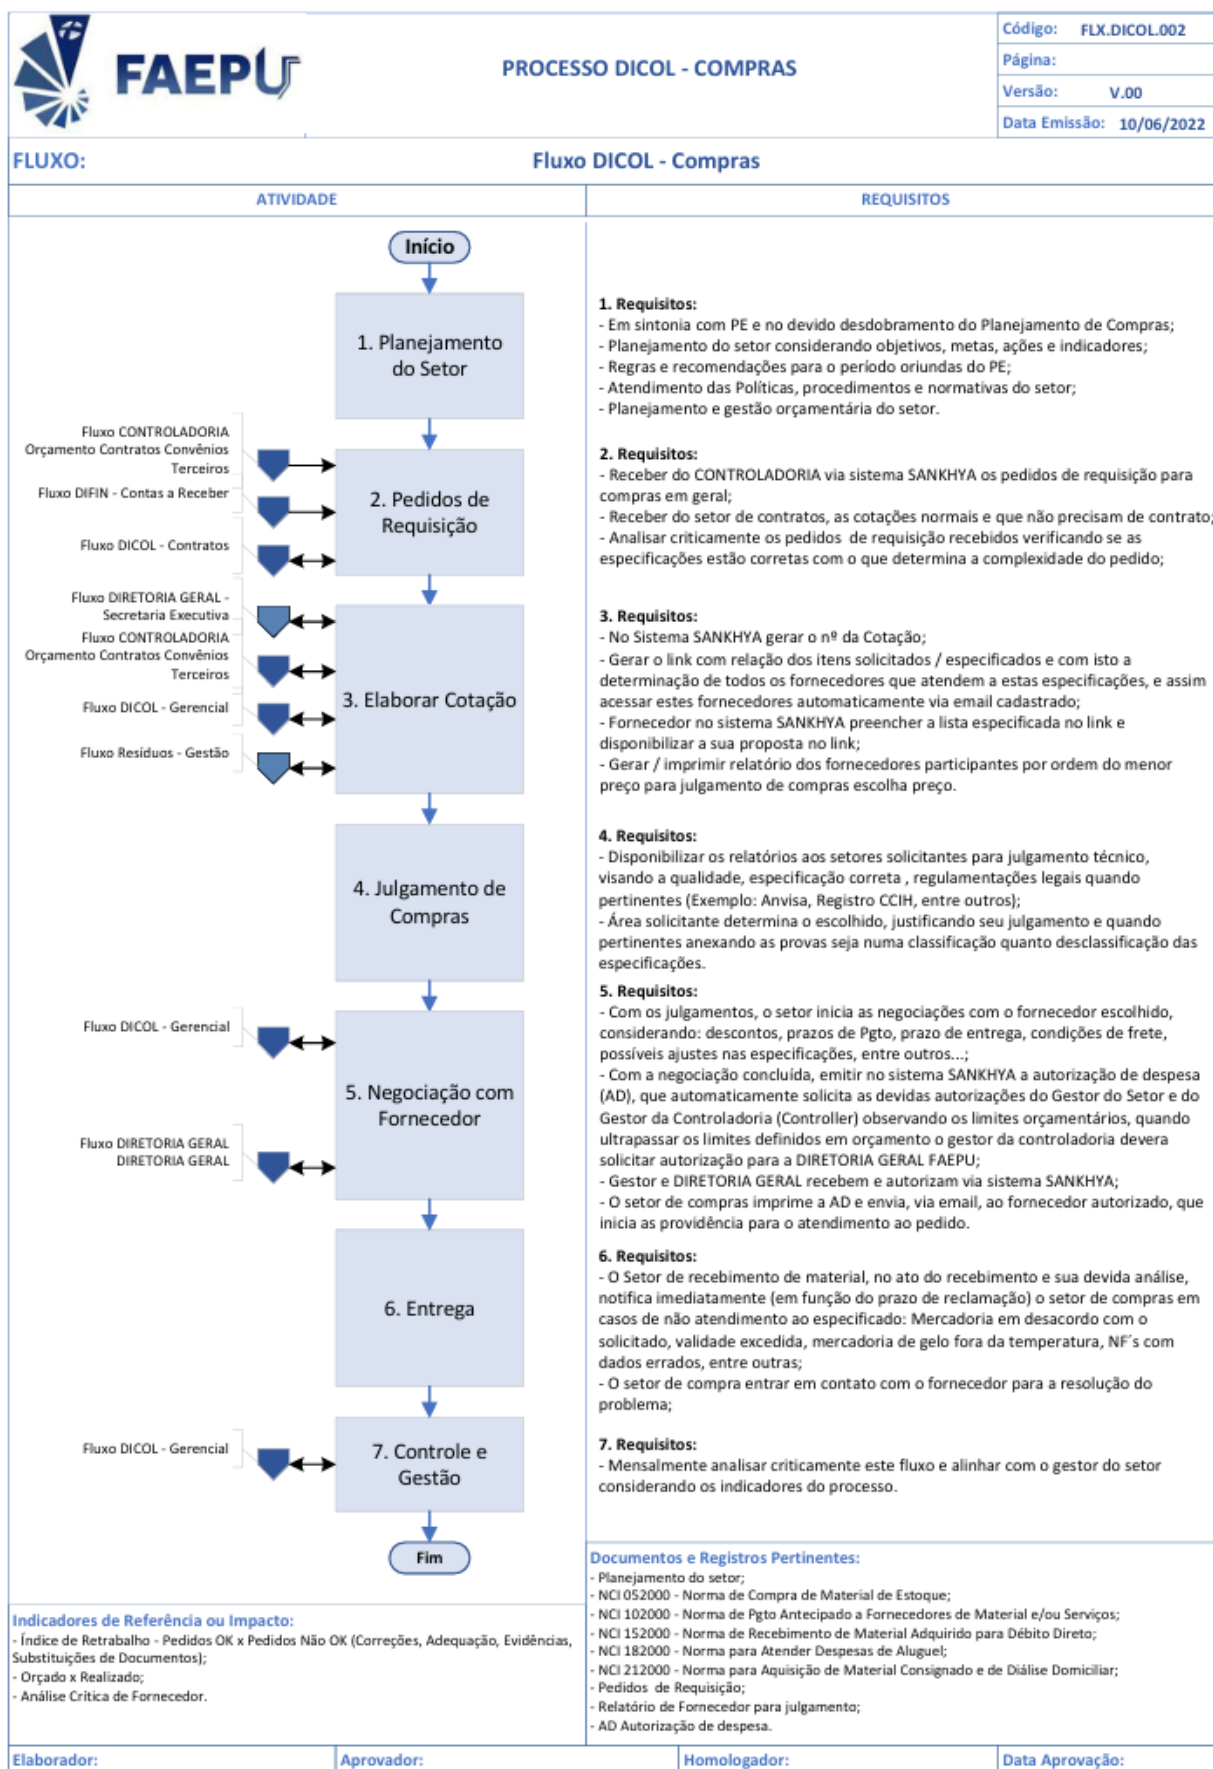 FAEPU
PROCESSO DICOL - COMPRAS
Código: FLX.DICOL.002
Página:
Versão: V.00
Data Emissão: 10/06/2022
FLUXO:
Fluxo DICOL - Compras
ATIVIDADE
REQUISITOS
Início
1. Planejamento
do Setor
Fluxo CONTROLADORIA
Orçamento Contratos Convênios
Terceiros
Fluxo DIFIN - Contas a Receber
Fluxo DICOL - Contratos
2. Pedidos de
Requisição
Fluxo DIRETORIA GERAL -
Secretaria Executiva
Fluxo CONTROLADORIA
Orçamento Contratos Convênios
Terceiros
Fluxo DICOL - Gerencial
Fluxo Resíduos - Gestão
3. Elaborar Cotação
4. Julgamento de
Compras
Fluxo DICOL - Gerencial
Fluxo DIRETORIA GERAL
DIRETORIA GERAL
5. Negociação com
Fornecedor
6. Entrega
Fluxo DICOL - Gerencial
7. Controle e
Gestão
Fim
1. Requisitos:
- Em sintonia com PE e no devido desdobramento do Planejamento de Compras;
- Planejamento do setor considerando objetivos, metas, ações e indicadores;
- Regras e recomendações para o período oriundas do PE;
- Atendimento das Políticas, procedimentos e normativas do setor;
- Planejamento e gestão orçamentária do setor.
2. Requisitos:
- Receber do CONTROLADORIA via sistema SANKHYA os pedidos de requisição para
compras em geral;
- Receber do setor de contratos, as cotações normais e que não precisam de contrato;
- Analisar criticamente os pedidos de requisição recebidos verificando se as
especificações estão corretas com o que determina a complexidade do pedido;
3. Requisitos:
- No Sistema SANKHYA gerar o nº da Cotação;
- Gerar o link com relação dos itens solicitados / especificados e com isto a
determinação de todos os fornecedores que atendem a estas especificações, e assim
acessar estes fornecedores automaticamente via email cadastrado;
- Fornecedor no sistema SANKHYA preencher a lista especificada no link e
disponibilizar a sua proposta no link;
- Gerar / imprimir relatório dos fornecedores participantes por ordem do menor
preço para julgamento de compras escolha preço.
4. Requisitos:
- Disponibilizar os relatórios aos setores solicitantes para julgamento técnico,
visando a qualidade, especificação correta , regulamentações legais quando
pertinentes (Exemplo: Anvisa, Registro CCIH, entre outros);
- Área solicitante determina o escolhido, justificando seu julgamento e quando
pertinentes anexando as provas seja numa classificação quanto desclassificação das
especificações.
5. Requisitos:
- Com os julgamentos, o setor inicia as negociações com o fornecedor escolhido,
considerando: descontos, prazos de Pgto, prazo de entrega, condições de frete,
possíveis ajustes nas especificações, entre outros...;
- Com a negociação concluída, emitir no sistema SANKHYA a autorização de despesa
(AD), que automaticamente solicita as devidas autorizações do Gestor do Setor e do
Gestor da Controladoria (Controller) observando os limites orçamentários, quando
ultrapassar os limites definidos em orçamento o gestor da controladoria devera
solicitar autorização para a DIRETORIA GERAL FAEPU;
- Gestor e DIRETORIA GERAL recebem e autorizam via sistema SANKHYA;
- O setor de compras imprime a AD e envia, via email, ao fornecedor autorizado, que
inicia as providência para o atendimento ao pedido.
6. Requisitos:
- O Setor de recebimento de material, no ato do recebimento e sua devida análise,
notifica imediatamente (em função do prazo de reclamação) o setor de compras em
casos de não atendimento ao especificado: Mercadoria em desacordo com o
solicitado, validade excedida, mercadoria de gelo fora da temperatura, NF´s com
dados errados, entre outras;
- O setor de compra entrar em contato com o fornecedor para a resolução do
problema;
7. Requisitos:
- Mensalmente analisar criticamente este fluxo e alinhar com o gestor do setor
considerando os indicadores do processo.
Indicadores de Referência ou Impacto:
- Índice de Retrabalho - Pedidos OK x Pedidos Não OK (Correções, Adequação, Evidências,
Substituições de Documentos);
- Orçado x Realizado;
- Análise Crítica de Fornecedor.
Documentos e Registros Pertinentes:
- Planejamento do setor;
- NCI 052000 - Norma de Compra de Material de Estoque;
- NCI 102000 - Norma de Pgto Antecipado a Fornecedores de Material e/ou Serviços;
- NCI 152000 - Norma de Recebimento de Material Adquirido para Débito Direto;
- NCI 182000 - Norma para Atender Despesas de Aluguel;
- NCI 212000 - Norma para Aquisição de Material Consignado e de Diálise Domiciliar;
- Pedidos de Requisição;
- Relatório de Fornecedor para julgamento;
- AD Autorização de despesa.
Elaborador:
Aprovador:
Homologador:
Data Aprovação: